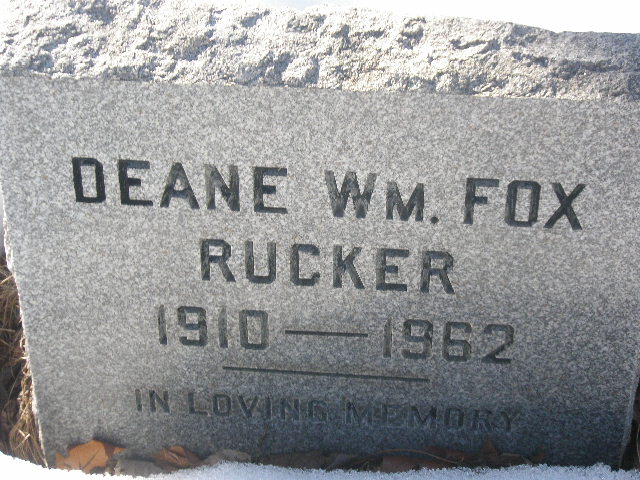 DEANE WM. FOX
RUCKER
1910—1962
IN LOVING MEMORY